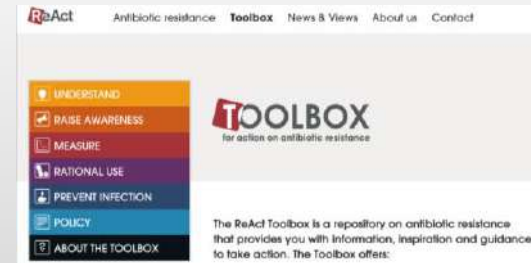 ReAct
Antibiotic resistance Toolbox News & Views About us Contact
UNDERSTAND
RAISE AWARENESS
MEASURE
RATIONAL USE
PREVENT INFECTION
POLICY
ABOUT THE TOOLBOX
TOOLBOX
for action on antibiotic resistance
The ReAct Toolbox is a repository on antibiotic resistance
that provides you with information, inspiration and guidance
to take action. The Toolbox offers: